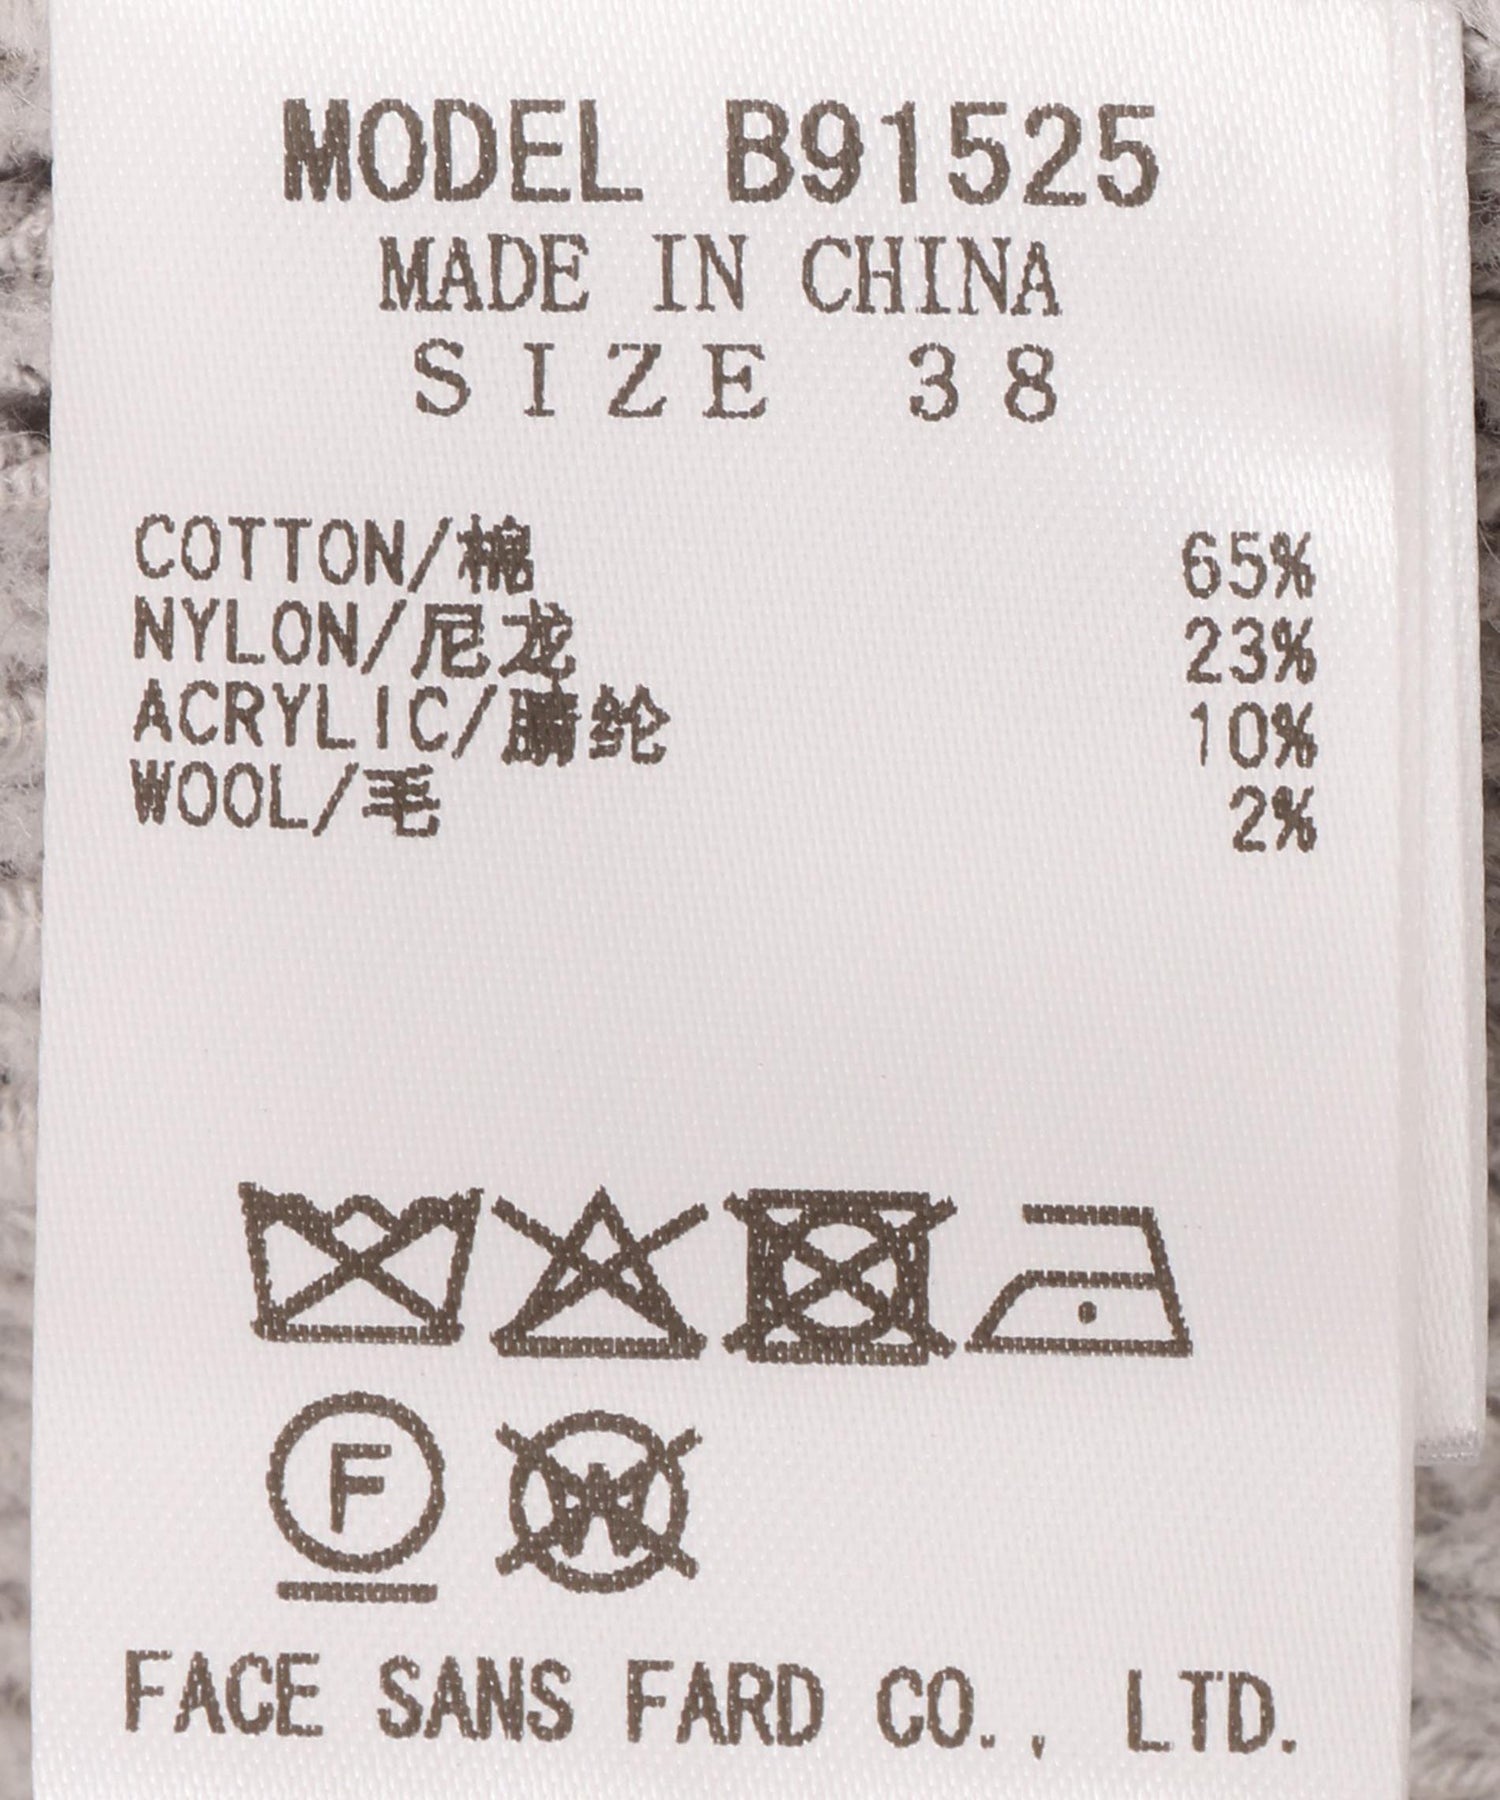 MODEL B91525
MADE IN CHINA
SIZE 38
COTTON/棉 65%
NYLON/尼龙 23%
ACRYLIC/腈纶 10%
WOOL/毛 2%
F
W
FACE SANS FARD CO., LTD.